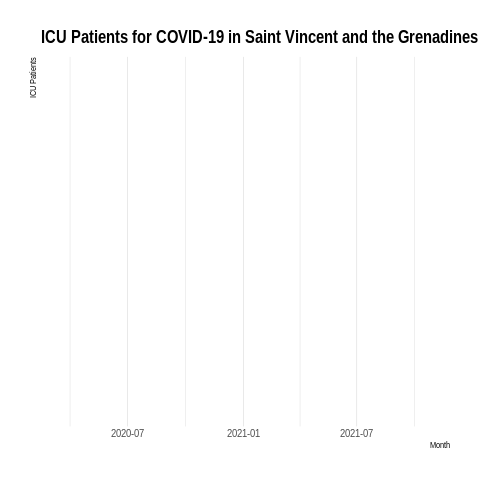 ICU Patients for COVID-19 in Saint Vincent and the Grenadines
ICU Patients
2020-07
2021-01
2021-07
Month